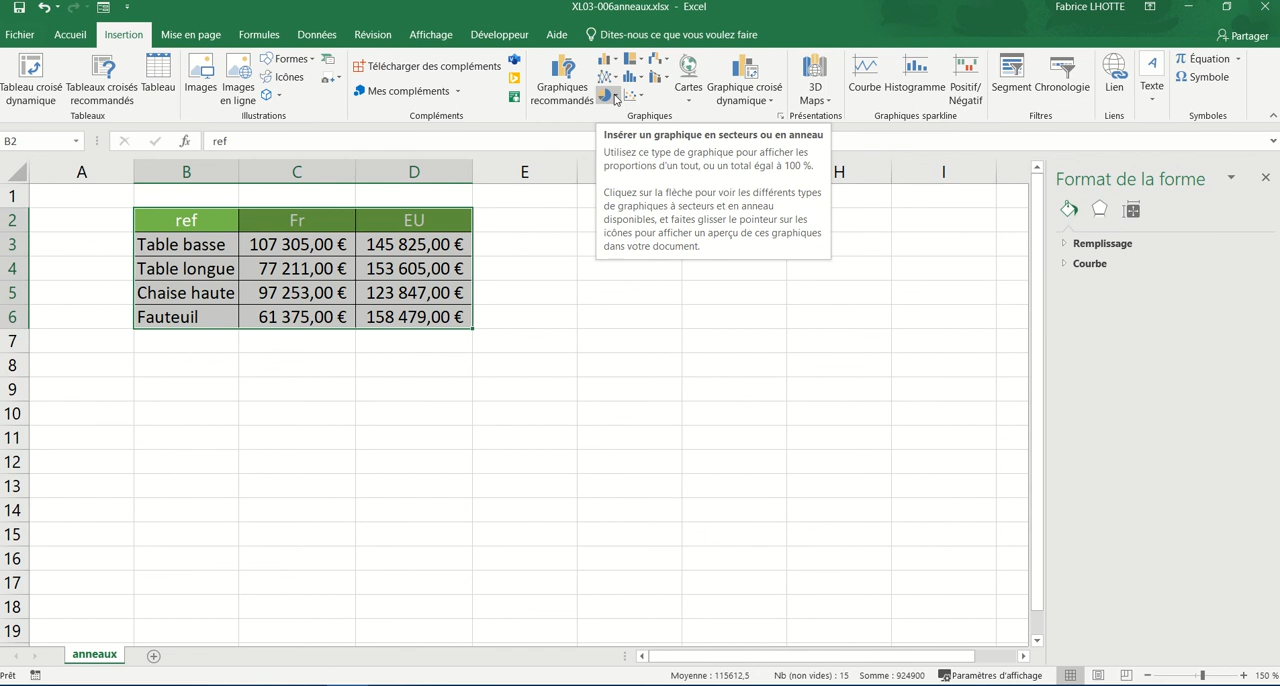 XL03-006anneaux.xlsx - Excel
Fabrice LHOTTE
Fichier Accueil Insertion Mise en page Formules Données Révision Affichage Développeur Aide Dites-nous ce que vous voulez faire
Partager
Tableau croisé dynamique
Tableaux croisés recommandés
Tableau
Images
Images en ligne
Formes
Icônes
Télécharger des compléments
Mes compléments
Graphiques recommandés
Cartes
Graphique croisé dynamique
3D Maps
Courbe
Histogramme
Positif/ Négatif
Segment
Chronologie
Lien
Texte
Équation
Symbole
Tableaux Illustrations Compléments Graphiques Présentations Graphiques sparkline Filtres Liens Symboles
B2
fx
ref
Insérer un graphique en secteurs ou en anneau
Utilisez ce type de graphique pour afficher les
proportions d'un tout, ou un total égal à 100 %.
Cliquez sur la flèche pour voir les différents types
de graphiques à secteurs et en anneau
disponibles, et faites glisser le pointeur sur les
icônes pour afficher un aperçu de ces graphiques
dans votre document.
A B C D E H I
1
2 ref Fr EU
3 Table basse 107 305,00 € 145 825,00 €
4 Table longue 77 211,00 € 153 605,00 €
5 Chaise haute 97 253,00 € 123 847,00 €
6 Fauteuil 61 375,00 € 158 479,00 €
7
8
9
10
11
12
13
14
15
16
17
18
19
Format de la forme
Remplissage
Courbe
anneaux
Prêt
Moyenne : 115612,5 Nb (non vides) : 15 Somme : 924900 Paramètres d'affichage
150 %